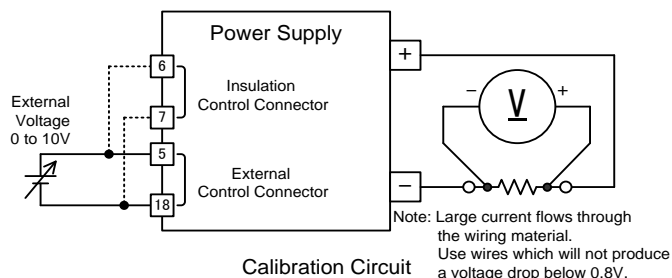 Power Supply
+
6
Insulation
Control Connector
7
External
Voltage
0 to 10V
5
External
Control Connector
18
−
− V +
Note: Large current flows through
the wiring material.
Use wires which will not produce
a voltage drop below 0.8V.
Calibration Circuit